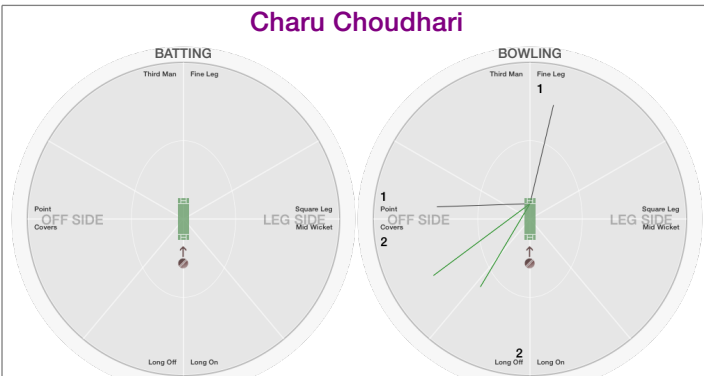 Charu Choudhari
BATTING
Third Man Fine Leg
Point
OFF SIDE
Covers
Square Leg
LEG SIDE
Mid Wicket
Long Off Long On
BOWLING
Third Man Fine Leg
1
1
Point
OFF SIDE
Covers
2
Square Leg
LEG SIDE
Mid Wicket
2
Long Off Long On